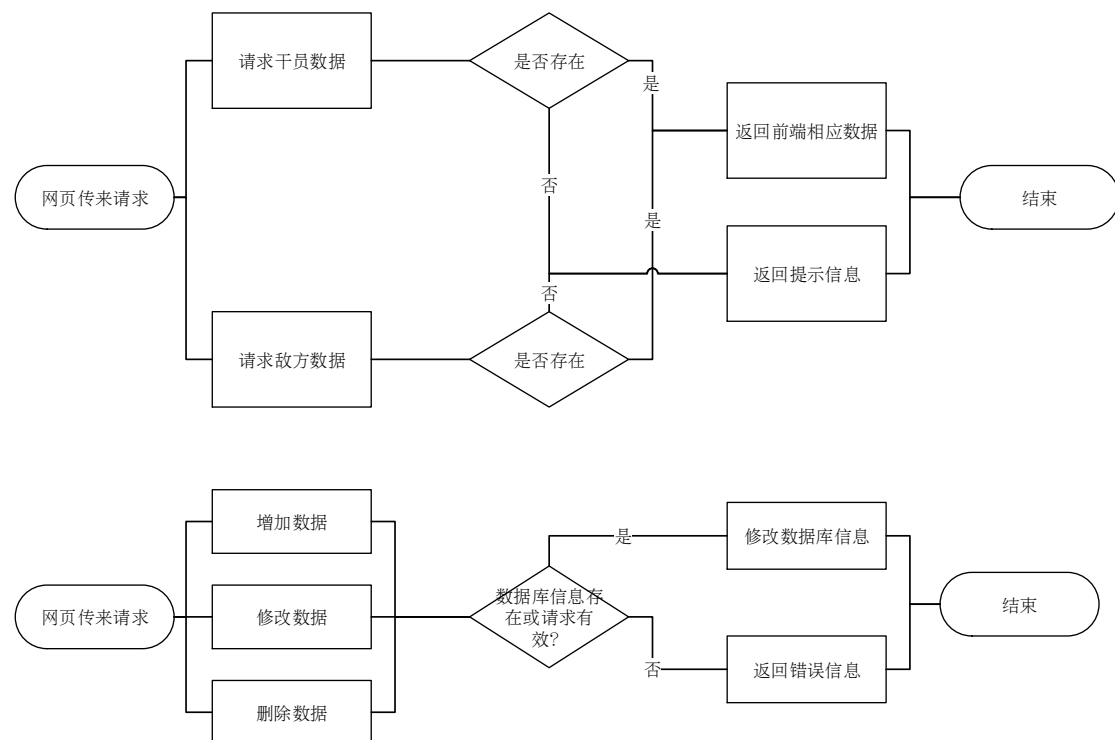 请求干员数据
是否存在
是
返回前端相应数据
网页传来请求
否
是
结束
返回提示信息
否
请求敌方数据
是否存在
增加数据
是
修改数据库信息
网页传来请求
修改数据
数据库信息存
在或请求有
效?
结束
否
返回错误信息
删除数据